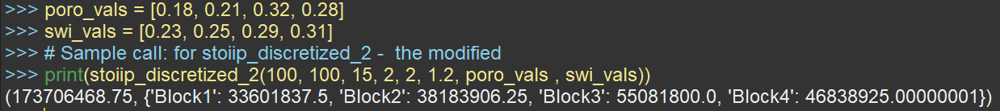 >>> poro_vals = [0.18, 0.21, 0.32, 0.28]
>>> swi_vals = [0.23, 0.25, 0.29, 0.31]
>>> # Sample call: for stoiip_discretized_2 -  the modified
>>> print(stoiip_discretized_2(100, 100, 15, 2, 2, 1.2, poro_vals , swi_vals))
(173706468.75, {'Block1': 33601837.5, 'Block2': 38183906.25, 'Block3': 55081800.0, 'Block4': 46838925.00000001})